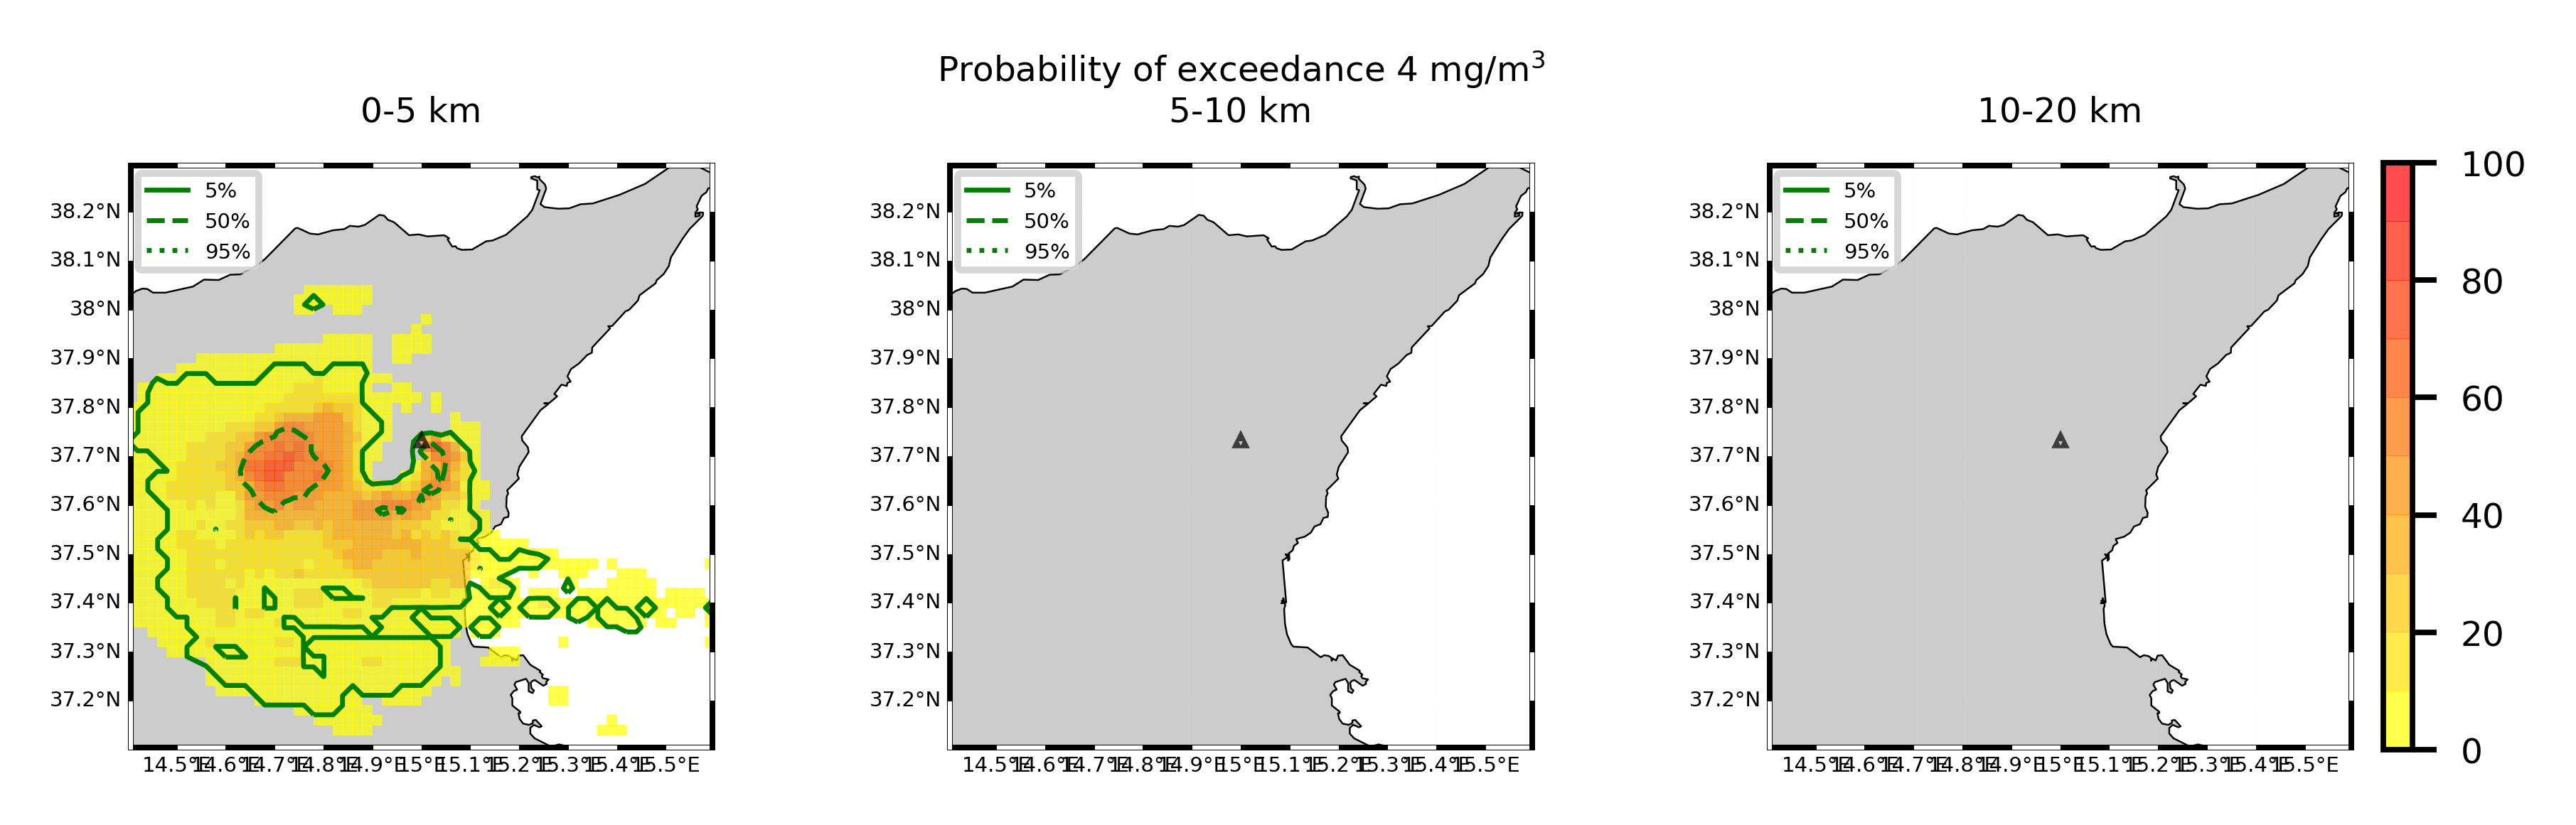 Probability of exceedance 4 mg/m³
0-5 km
5-10 km
10-20 km
5%
50%
95%
38.2°N
38.1°N
38°N
37.9°N
37.8°N
37.7°N
37.6°N
37.5°N
37.4°N
37.3°N
37.2°N
14.5°E 14.6°E 14.7°E 14.8°E 14.9°E 15°E 15.1°E 15.2°E 15.3°E 15.4°E 15.5°E
5%
50%
95%
38.2°N
38.1°N
38°N
37.9°N
37.8°N
37.7°N
37.6°N
37.5°N
37.4°N
37.3°N
37.2°N
14.5°E 14.6°E 14.7°E 14.8°E 14.9°E 15°E 15.1°E 15.2°E 15.3°E 15.4°E 15.5°E
5%
50%
95%
38.2°N
38.1°N
38°N
37.9°N
37.8°N
37.7°N
37.6°N
37.5°N
37.4°N
37.3°N
37.2°N
14.5°E 14.6°E 14.7°E 14.8°E 14.9°E 15°E 15.1°E 15.2°E 15.3°E 15.4°E 15.5°E
100
80
60
40
20
0